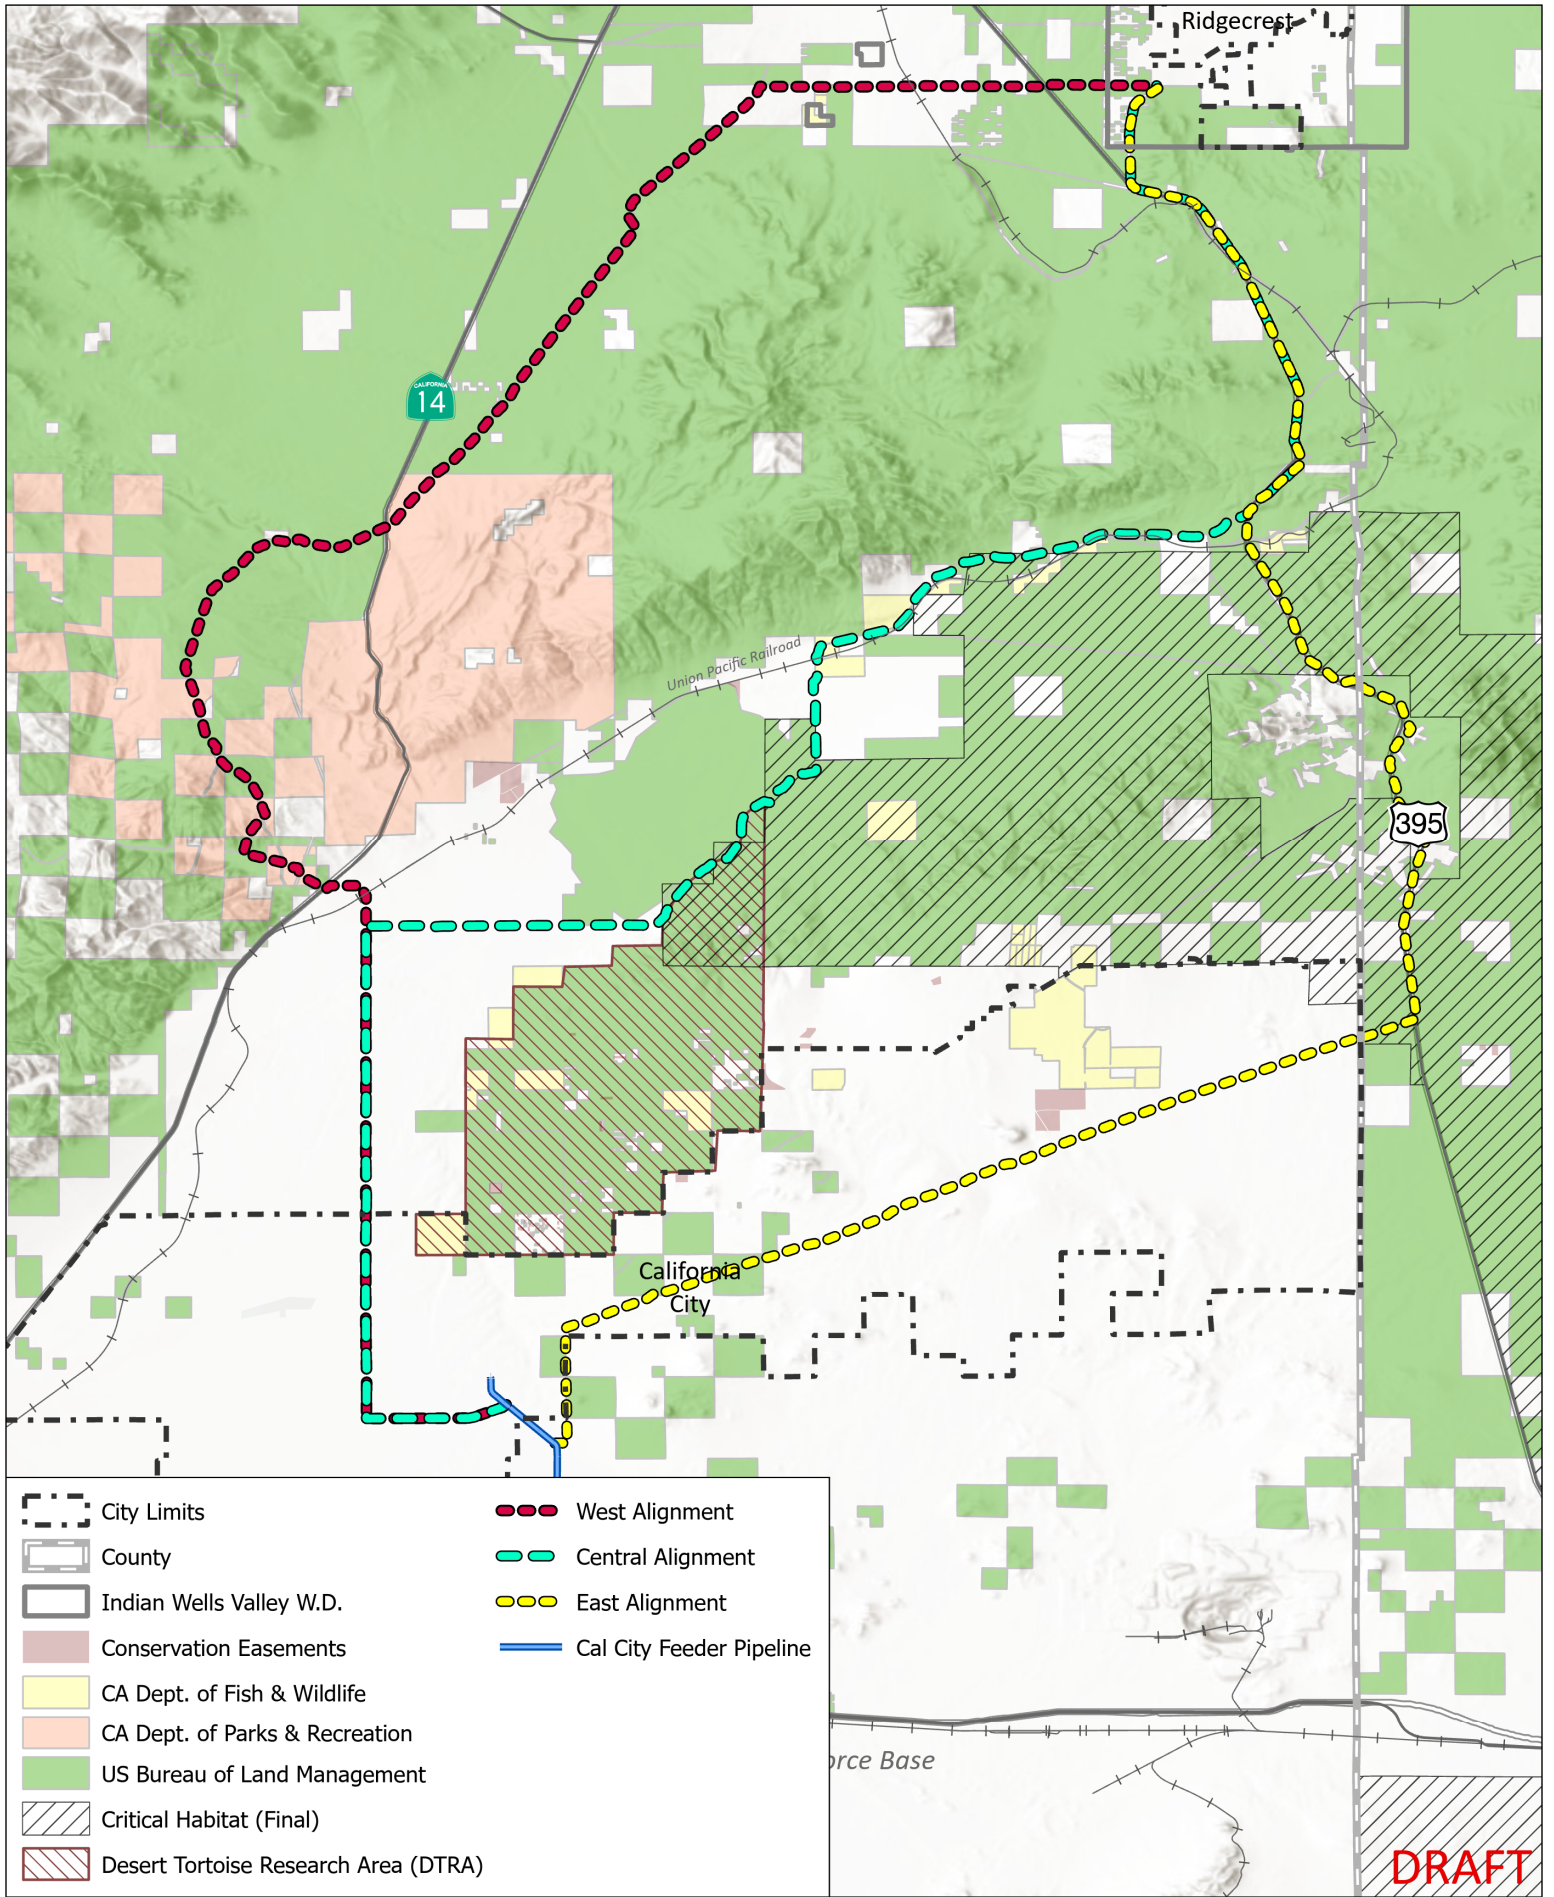 Ridgecrest
CALIFORNIA
14
Union Pacific Railroad
395
California
City
City Limits
County
Indian Wells Valley W.D.
Conservation Easements
CA Dept. of Fish & Wildlife
CA Dept. of Parks & Recreation
US Bureau of Land Management
Critical Habitat (Final)
Desert Tortoise Research Area (DTRA)
West Alignment
Central Alignment
East Alignment
Cal City Feeder Pipeline
orce Base
DRAFT